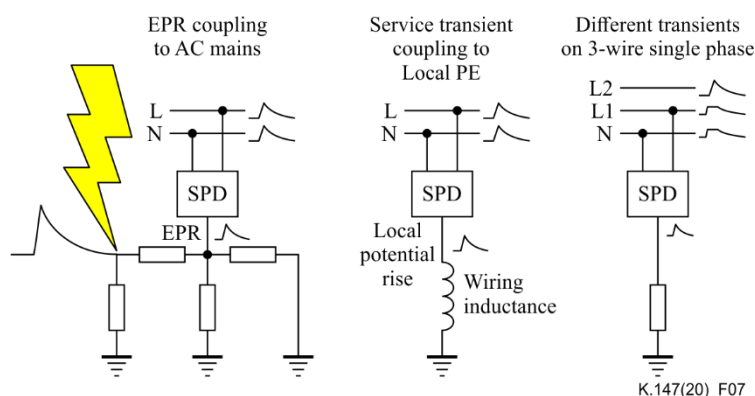 EPR coupling
to AC mains
L
N
SPD
EPR
Service transient
coupling to
Local PE
L
N
SPD
Local
potential
rise
Wiring
inductance
Different transients
on 3-wire single phase
L2
L1
N
SPD
K.147(20)_F07